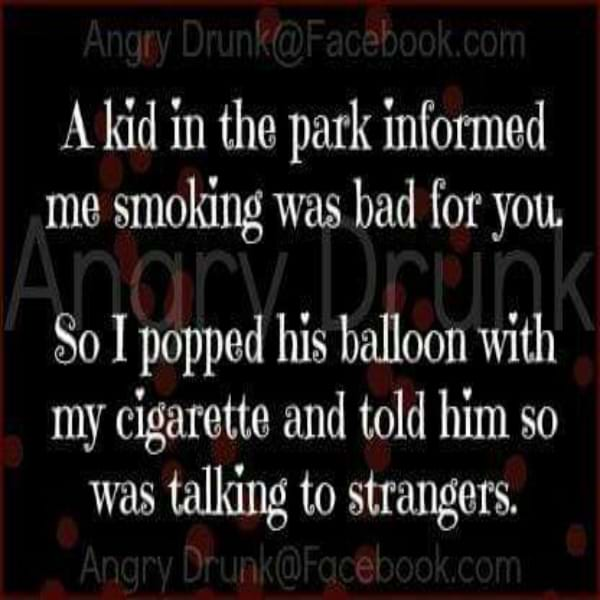 Angry Drunk@Facebook.com
A kid in the park informed
me smoking was bad for you.
Angry Drunk
So I popped his balloon with
my cigarette and told him so
was talking to strangers.
Angry Drunk@Facebook.com